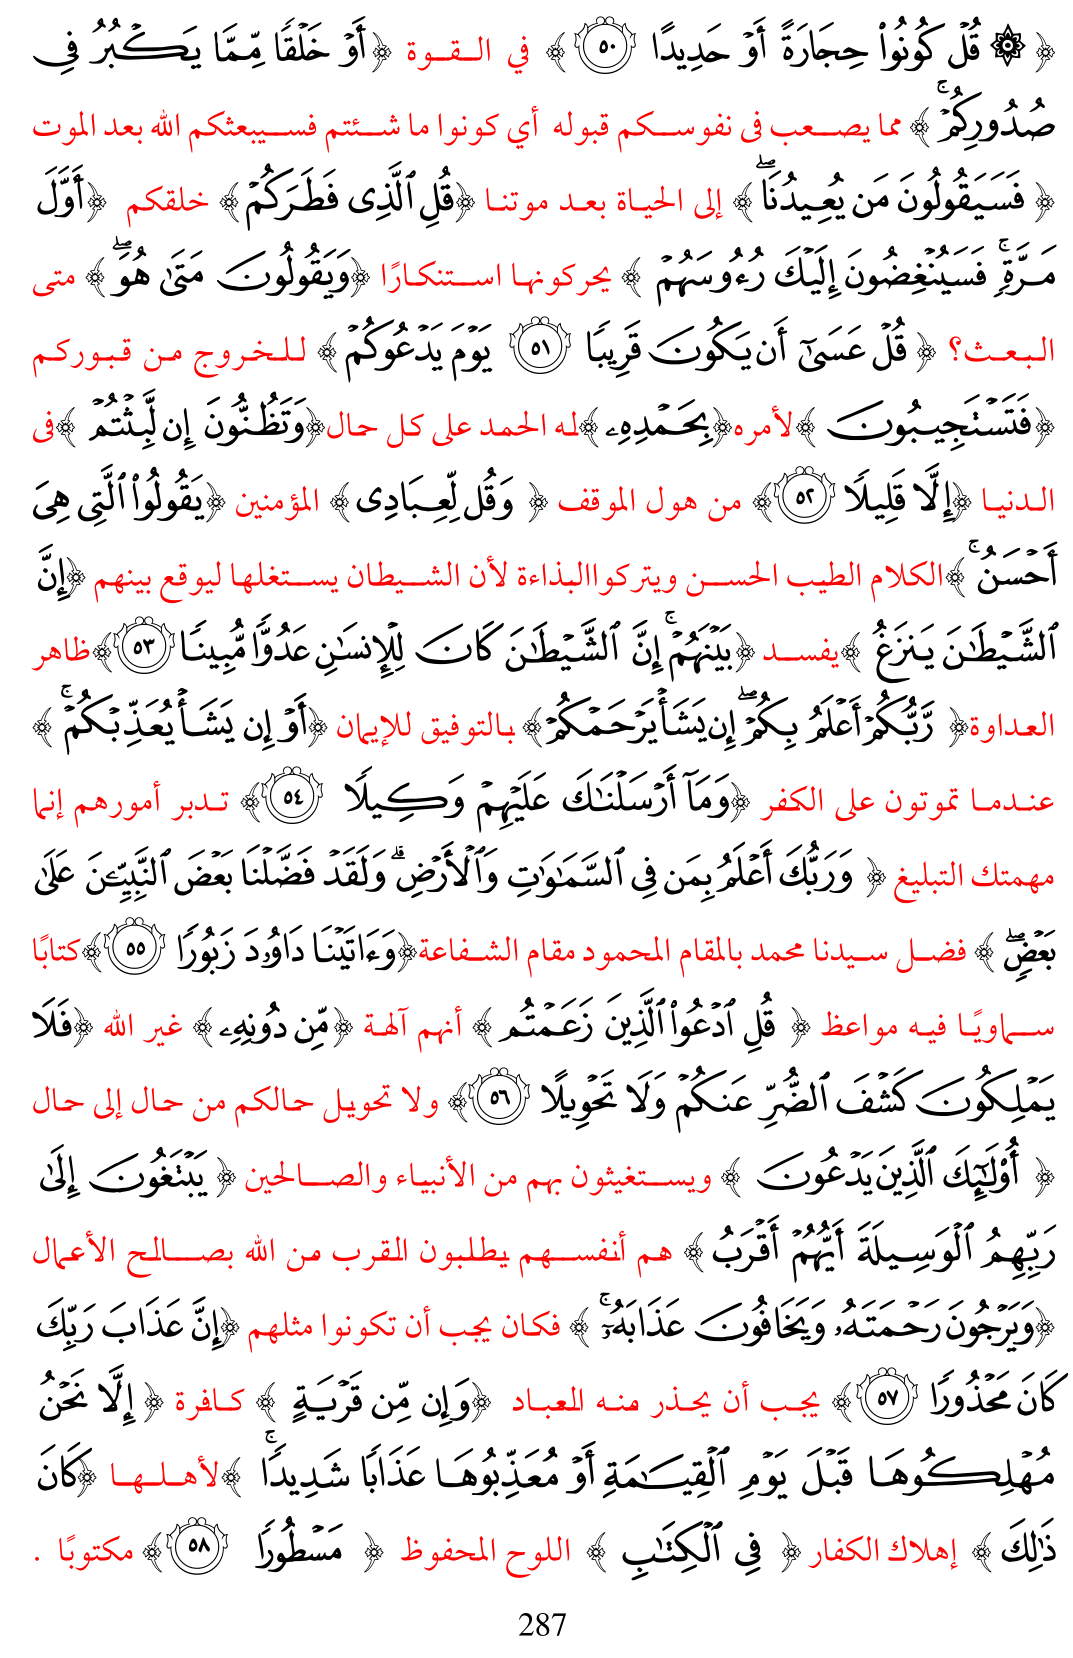 ﴿ ۞ قُلۡ كُونُواْ حِجَارَةً أَوۡ حَدِيدًا ٥٠ ﴾ في القوة ﴿أَوۡ خَلۡقًا مِّمَّا يَكۡبُرُ فِي
صُدُورِكُمۡۚ﴾ مما يصعب فى نفوسكم قبوله أي كونوا ما شئتم فسيبعثكم الله بعد الموت
﴿ فَسَيَقُولُونَ مَن يُعِيدُنَاۖ﴾ إلى الحياة بعد موتنا ﴿قُلِ ٱلَّذِي فَطَرَكُمۡ﴾ خلقكم ﴿أَوَّلَ
مَرَّةٖۚ فَسَيُنۡغِضُونَ إِلَيۡكَ رُءُوسَهُمۡ ﴾ يحركونها استنكارًا ﴿وَيَقُولُونَ مَتَىٰ هُوَۖ﴾ متى
البعث؟ ﴿ قُلۡ عَسَىٰٓ أَن يَكُونَ قَرِيبًا ٥١ يَوۡمَ يَدۡعُوكُمۡ﴾ للخروج من قبوركم
﴿فَتَسۡتَجِيبُونَ ﴾لأمره﴿بِحَمۡدِهِۦ ﴾له الحمد على كل حال﴿وَتَظُنُّونَ إِن لَّبِثۡتُمۡ ﴾فى
الدنيا ﴿إِلَّا قَلِيلٗا ٥٢﴾ من هول الموقف ﴿ وَقُل لِّعِبَادِي﴾ المؤمنين ﴿يَقُولُواْ ٱلَّتِي هِيَ
أَحۡسَنُۚ﴾الكلام الطيب الحسن ويتركواالبذاءة لأن الشيطان يستغلها ليوقع بينهم ﴿إِنَّ
ٱلشَّيۡطَٰنَ يَنزَغُ ﴾يفسد ﴿بَيۡنَهُمۡۚ إِنَّ ٱلشَّيۡطَٰنَ كَانَ لِلۡإِنسَٰنِ عَدُوّٗا مُّبِينٗا ٥٣﴾ظاهر
العداوة﴿ رَّبُّكُمۡ أَعۡلَمُ بِكُمۡۖ إِن يَشَأۡ يَرۡحَمۡكُمۡ﴾ بالتوفيق للإيمان ﴿أَوۡ إِن يَشَأۡ يُعَذِّبۡكُمۡۚ ﴾
عندما تموتون على الكفر ﴿وَمَآ أَرۡسَلۡنَٰكَ عَلَيۡهِمۡ وَكِيلٗا ٥٤﴾ تدبر أمورهم إنما
مهمتك التبليغ ﴿ وَرَبُّكَ أَعۡلَمُ بِمَن فِي ٱلسَّمَٰوَٰتِ وَٱلۡأَرۡضِۗ وَلَقَدۡ فَضَّلۡنَا بَعۡضَ ٱلنَّبِيِّـۧنَ عَلَىٰ
بَعۡضٖۖ ﴾ فضل سيدنا محمد بالمقام المحمود مقام الشفاعة﴿وَءَاتَيۡنَا دَاوُۥدَ زَبُورٗا ٥٥﴾كتابًا
سماويًا فيه مواعظ ﴿ قُلِ ٱدۡعُواْ ٱلَّذِينَ زَعَمۡتُم ﴾ أنهم آلهة ﴿مِّن دُونِهِۦ﴾ غير الله ﴿فَلَا
يَمۡلِكُونَ كَشۡفَ ٱلضُّرِّ عَنكُمۡ وَلَا تَحۡوِيلًا ٥٦﴾ ولا تحويل حالكم من حال إلى حال
﴿ أُوْلَٰٓئِكَ ٱلَّذِينَ يَدۡعُونَ ﴾ ويستغيثون بهم من الأنبياء والصالحين ﴿ يَبۡتَغُونَ إِلَىٰ
رَبِّهِمُ ٱلۡوَسِيلَةَ أَيُّهُمۡ أَقۡرَبُ ﴾ هم أنفسهم يطلبون القرب من الله بصالح الأعمال
﴿وَيَرۡجُونَ رَحۡمَتَهُۥ وَيَخَافُونَ عَذَابَهُۥٓۚ ﴾ فكان يجب أن تكونوا مثلهم ﴿إِنَّ عَذَابَ رَبِّكَ
كَانَ مَحۡذُورٗا ٥٧﴾ يجب أن يحذر منه العباد ﴿وَإِن مِّن قَرۡيَةٍ ﴾ كافرة ﴿ إِلَّا نَحۡنُ
مُهۡلِكُوهَا قَبۡلَ يَوۡمِ ٱلۡقِيَٰمَةِ أَوۡ مُعَذِّبُوهَا عَذَابٗا شَدِيدٗاۚ ﴾لأهلها ﴿كَانَ
ذَٰلِكَ ﴾ إهلاك الكفار ﴿ فِي ٱلۡكِتَٰبِ ﴾ اللوح المحفوظ ﴿ مَسۡطُورٗا ٥٨﴾ مكتوبًا .
287